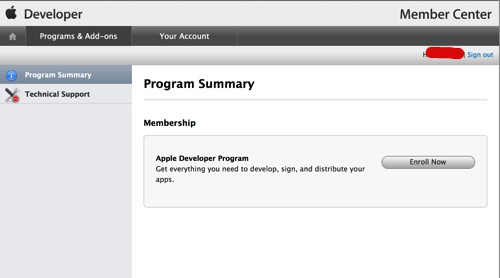 Developer
Member Center
Programs & Add-ons
Your Account
Sign out
Program Summary
Technical Support
Program Summary
Membership
Apple Developer Program
Get everything you need to develop, sign, and distribute your
apps.
Enroll Now